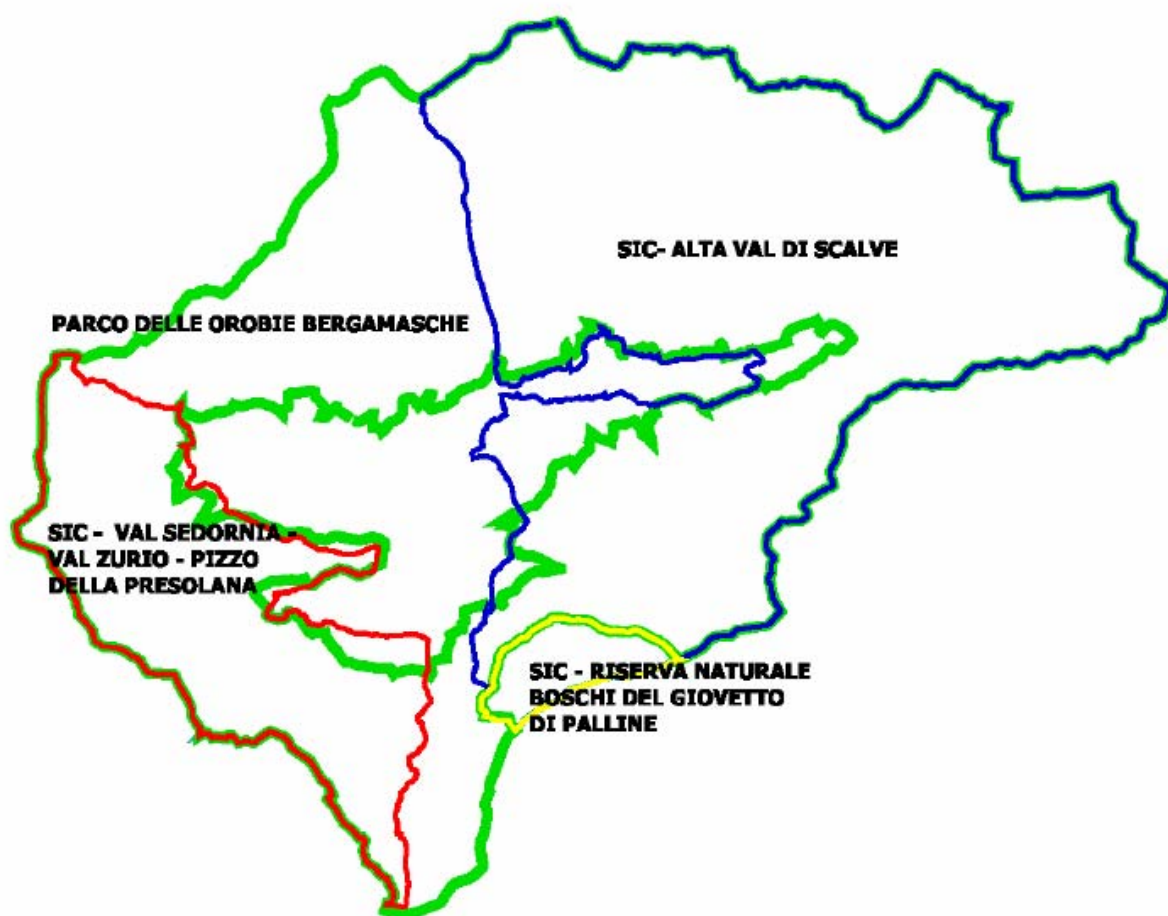 SIC- ALTA VAL DI SCALVE
PARCO DELLE OROBIE BERGAMASCHE
SIC - VAL SEDORNIA -
VAL ZURIO - PIZZO
DELLA PRESOLANA
SIC - RISERVA NATURALE
BOSCHI DEL GIOVETTO
DI PALLINE